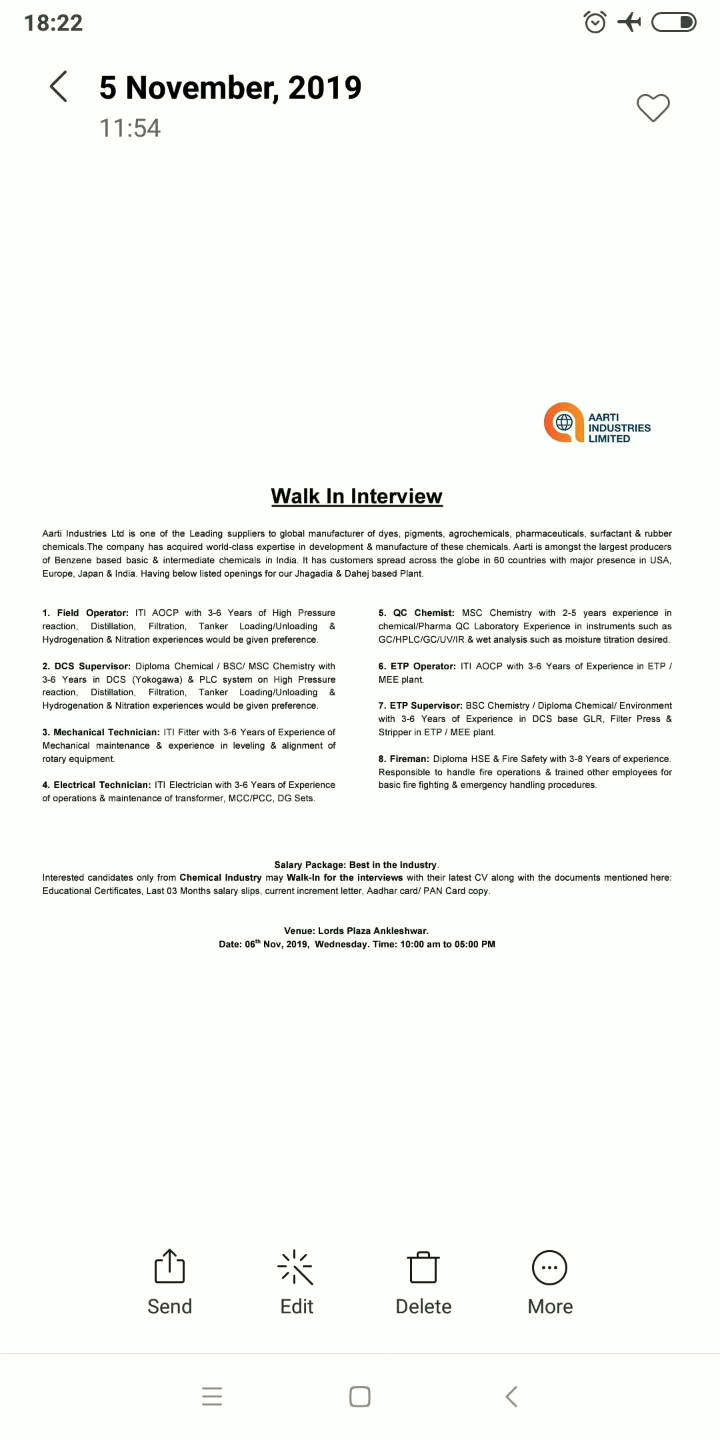 18:22
5 November, 2019
11:54
AARTI
INDUSTRIES
LIMITED
Walk In Interview
Aarti Industries Ltd is one of the Leading suppliers to global manufacturer of dyes, pigments, agrochemicals, pharmaceuticals, surfactant & rubber
chemicals.The company has acquired world-class expertise in development & manufacture of these chemicals. Aarti is amongst the largest producers
of Benzene based basic & intermediate chemicals in India. It has customers spread across the globe in 60 countries with major presence in USA,
Europe, Japan & India. Having below listed openings for our Jhagadia & Dahej based Plant.
1. Field Operator: ITI AOCP with 3-6 Years of High Pressure
reaction, Distillation, Filtration, Tanker Loading/Unloading &
Hydrogenation & Nitration experiences would be given preference.
2. DCS Supervisor: Diploma Chemical / BSC/ MSC Chemistry with
3-6 Years in DCS (Yokogawa) & PLC system on High Pressure
reaction, Distillation, Filtration, Tanker Loading/Unloading &
Hydrogenation & Nitration experiences would be given preference.
3. Mechanical Technician: ITI Fitter with 3-6 Years of Experience of
Mechanical maintenance & experience in leveling & alignment of
rotary equipment.
4. Electrical Technician: ITI Electrician with 3-6 Years of Experience
of operations & maintenance of transformer, MCC/PCC, DG Sets.
5. QC Chemist: MSC Chemistry with 2-5 years experience in
chemical/Pharma QC Laboratory Experience in instruments such as
GC/HPLC/GC/UV/IR & wet analysis such as moisture titration desired.
6. ETP Operator: ITI AOCP with 3-6 Years of Experience in ETP /
MEE plant.
7. ETP Supervisor: BSC Chemistry / Diploma Chemical/ Environment
with 3-6 Years of Experience in DCS base GLR, Filter Press &
Stripper in ETP / MEE plant.
8. Fireman: Diploma HSE & Fire Safety with 3-8 Years of experience.
Responsible to handle fire operations & trained other employees for
basic fire fighting & emergency handling procedures.
Salary Package: Best in the Industry.
Interested candidates only from Chemical Industry may Walk-In for the interviews with their latest CV along with the documents mentioned here:
Educational Certificates, Last 03 Months salary slips, current increment letter, Aadhar card/ PAN Card copy.
Venue: Lords Plaza Ankleshwar.
Date: 06th Nov, 2019, Wednesday. Time: 10:00 am to 05:00 PM
Send
Edit
Delete
More